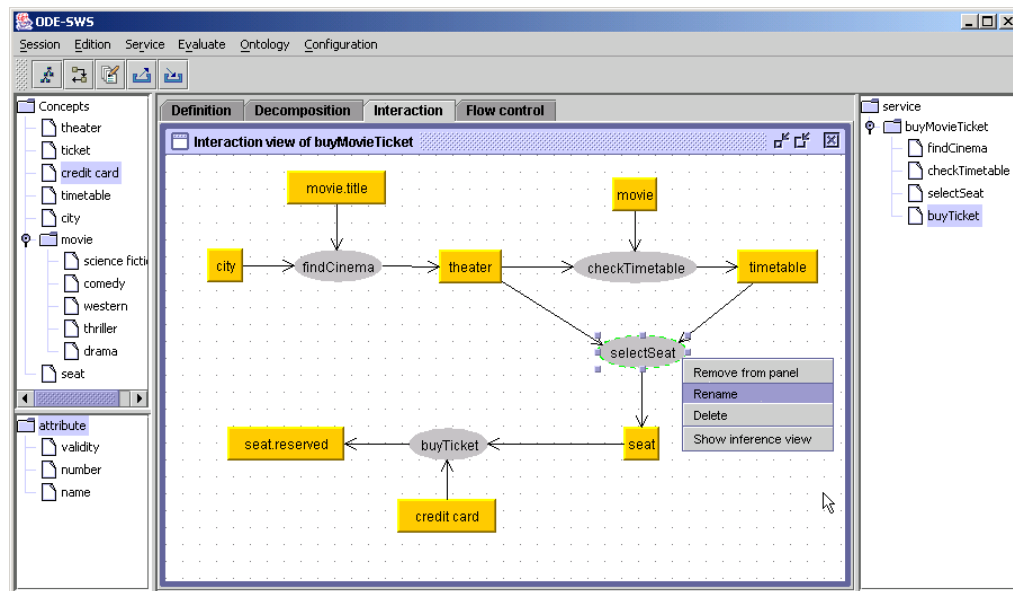 ODE-SWS
Session Edition Service Evaluate Ontology Configuration
Concepts
theater
ticket
credit card
timetable
city
movie
science fictio
comedy
western
thriller
drama
seat
attribute
validity
number
name
Definition Decomposition Interaction Flow control
Interaction view of buyMovieTicket
movie.title
movie
city
findCinema
theater
checkTimetable
timetable
selectSeat
Remove from panel
Rename
Delete
Show inference view
seat.reserved
buyTicket
seat
credit card
service
buyMovieTicket
findCinema
checkTimetable
selectSeat
buyTicket